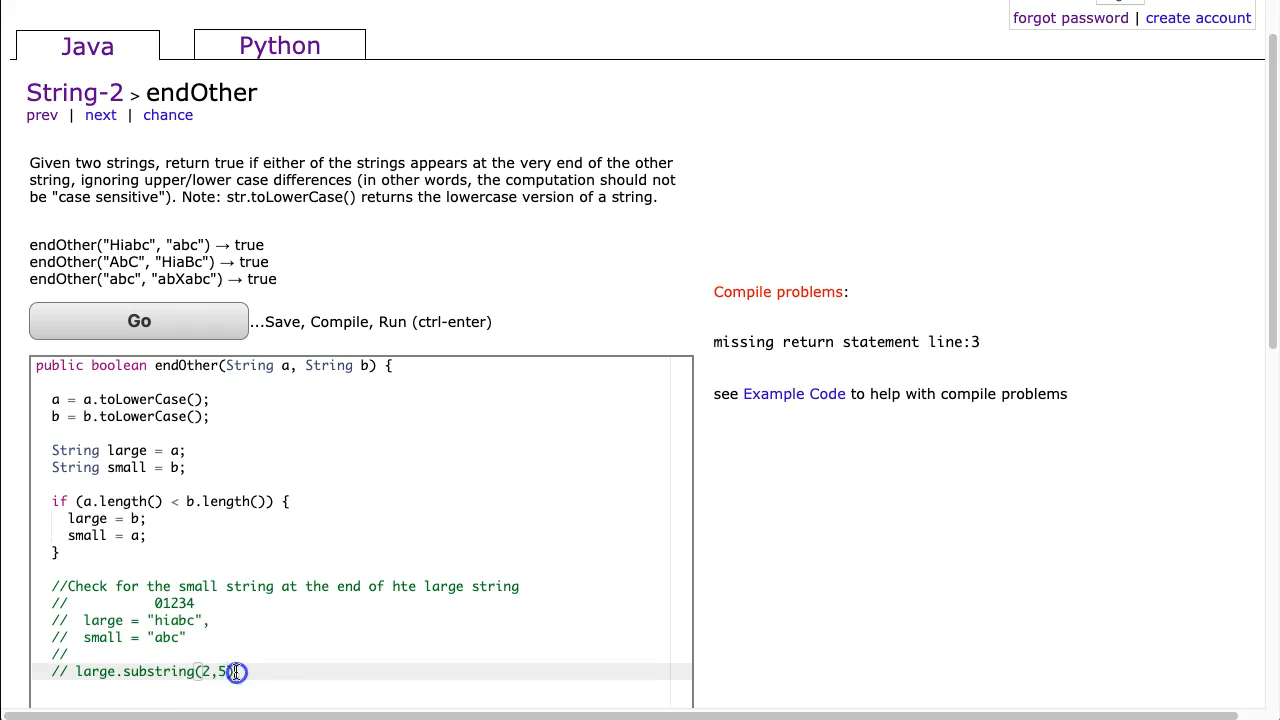 forgot password | create account
Java
Python
String-2 > endOther
prev | next | chance
Given two strings, return true if either of the strings appears at the very end of the other
string, ignoring upper/lower case differences (in other words, the computation should not
be "case sensitive"). Note: str.toLowerCase() returns the lowercase version of a string.
endOther("Hiabc", "abc") → true
endOther("AbC", "HiaBc") → true
endOther("abc", "abXabc") → true
Go
...Save, Compile, Run (ctrl-enter)
Compile problems:
missing return statement line:3
see Example Code to help with compile problems
public boolean endOther(String a, String b) {
a = a.toLowerCase();
b = b.toLowerCase();
String large = a;
String small = b;
if (a.length() < b.length()) {
large = b;
small = a;
}
//Check for the small string at the end of hte large string
// 01234
// large = "hiabc",
// small = "abc"
//
// large.substring(2,5)